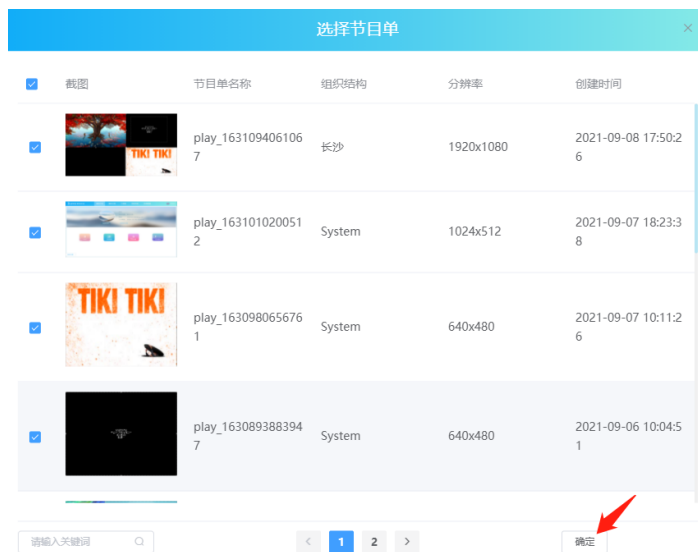 选择节目单
截图 节目单名称 组织结构 分辨率 创建时间
TIKI TIKI
play_163109406106 长沙 1920x1080 2021-09-08 17:50:2
7 6
play_163101020051 System 1024x512 2021-09-07 18:23:3
2 8
TIKI TIKI
play_163098065676 System 640x480 2021-09-07 10:11:2
1 6
play_163089388394 System 640x480 2021-09-06 10:04:5
7 1
请输入关键词 1 2 确定